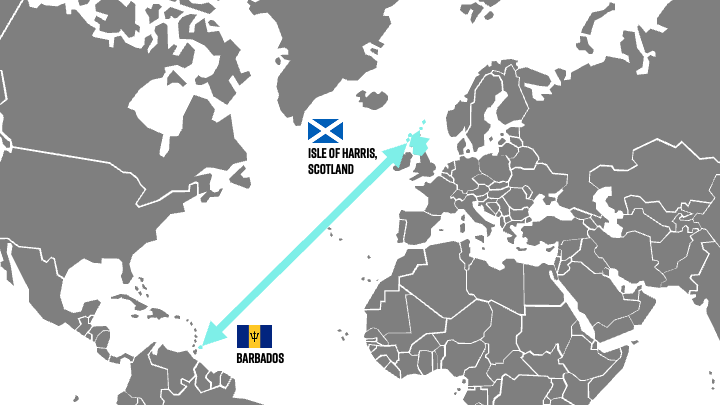 ISLE OF HARRIS,
SCOTLAND
BARBADOS